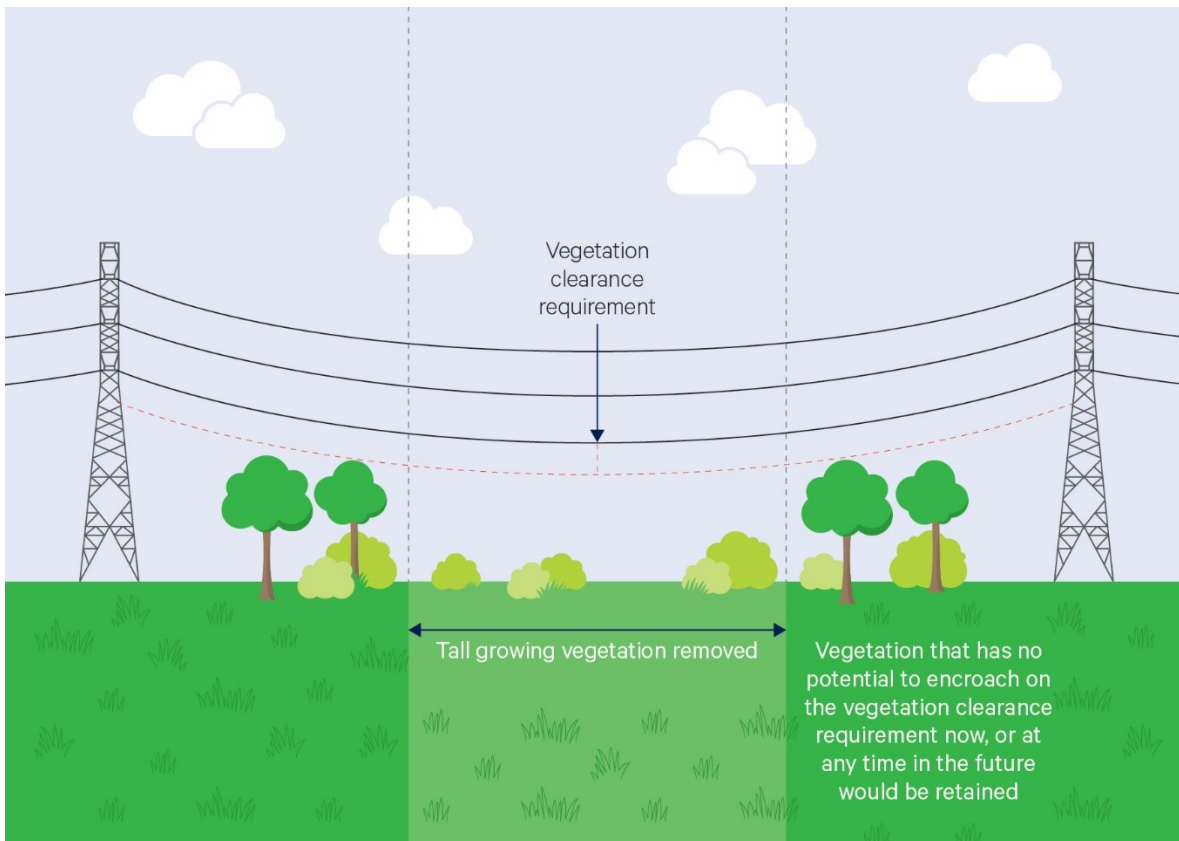 Vegetation
clearance
requirement
Tall growing vegetation removed
Vegetation that has no
potential to encroach on
the vegetation clearance
requirement now, or at
any time in the future
would be retained